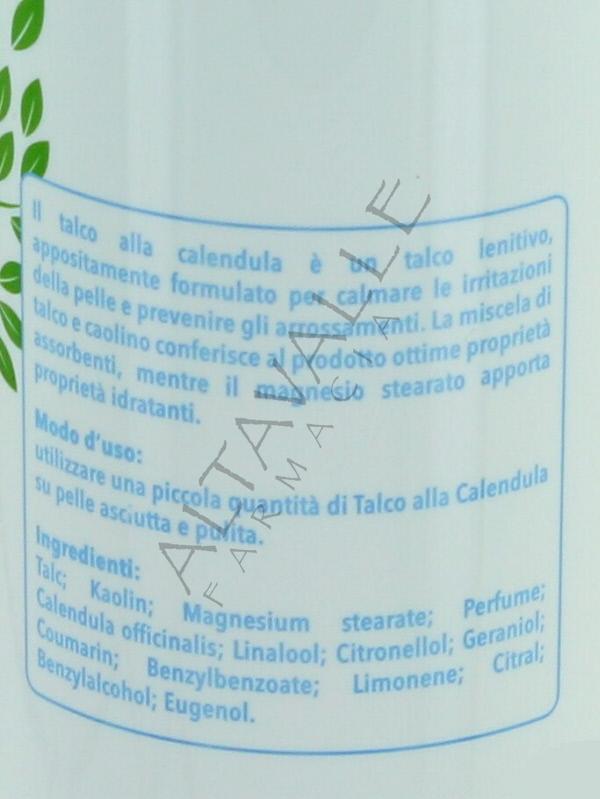 Il talco alla calendula è un talco lenitivo,
appositamente formulato per calmare le irritazioni
della pelle e prevenire gli arrossamenti. La miscela di
talco e caolino conferisce al prodotto ottime proprietà
assorbenti, mentre il magnesio stearato apporta
proprietà idratanti.
Modo d'uso:
utilizzare una piccola quantità di Talco alla Calendula
su pelle asciutta e pulita.
Ingredienti:
Talc; Kaolin; Magnesium stearate; Perfume;
Calendula officinalis; Linalool; Citronellol; Geraniol;
Coumarin; Benzylbenzoate; Limonene; Citral;
Benzylalcohol; Eugenol.
ALTAVALLE
FARMACIA